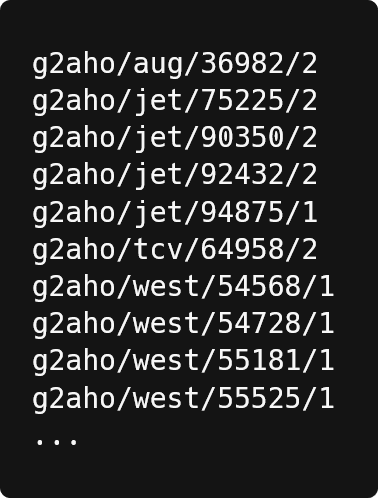 g2aho/aug/36982/2
g2aho/jet/75225/2
g2aho/jet/90350/2
g2aho/jet/92432/2
g2aho/jet/94875/1
g2aho/tcv/64958/2
g2aho/west/54568/1
g2aho/west/54728/1
g2aho/west/55181/1
g2aho/west/55525/1
...